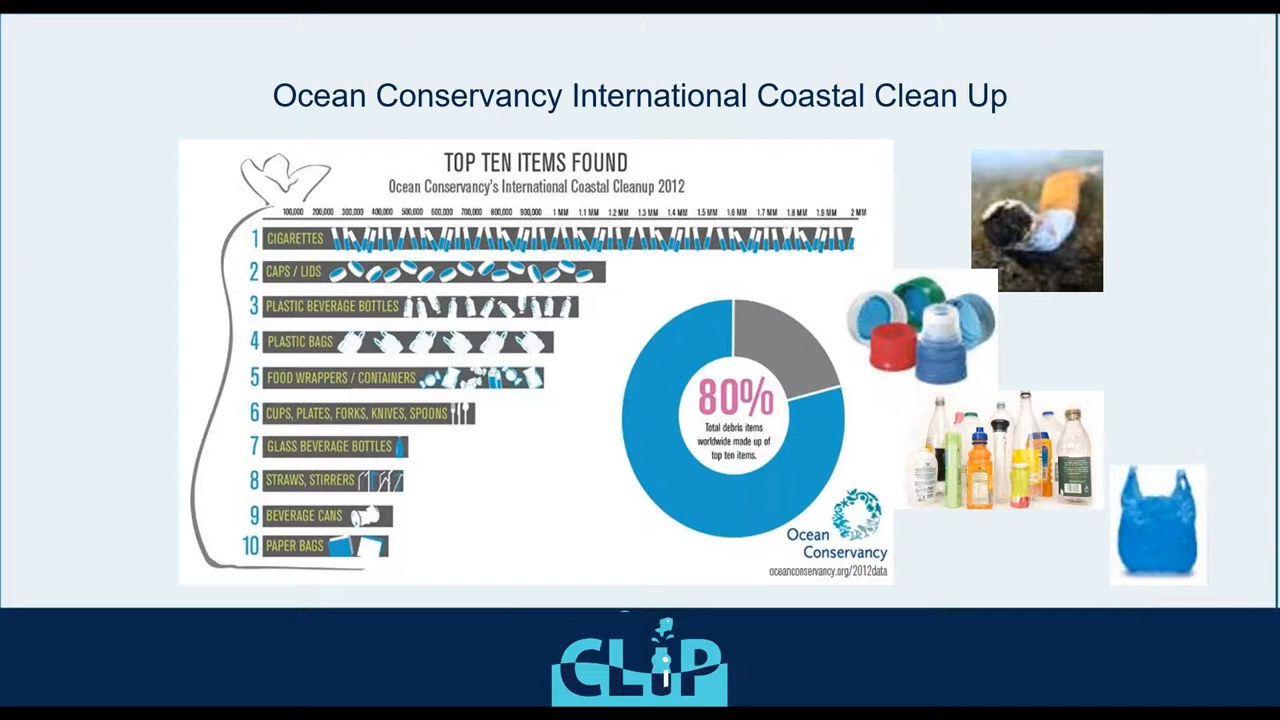 Ocean Conservancy International Coastal Clean Up
TOP TEN ITEMS FOUND
Ocean Conservancy's International Coastal Cleanup 2012
100,000 200,000 300,000 400,000 500,000 600,000 700,000 800,000 900,000 1 MM 1.1 MM 1.2 MM 1.3 MM 1.4 MM 1.5 MM 1.6 MM 1.7 MM 1.8 MM 1.9 MM 2 MM
1 CIGARETTES
2 CAPS / LIDS
3 PLASTIC BEVERAGE BOTTLES
4 PLASTIC BAGS
5 FOOD WRAPPERS / CONTAINERS
6 CUPS, PLATES, FORKS, KNIVES, SPOONS
7 GLASS BEVERAGE BOTTLES
8 STRAWS, STIRRERS
9 BEVERAGE CANS
10 PAPER BAGS
80%
Total debris items
worldwide made up of
top ten items.
Ocean
Conservancy
oceanconservancy.org/2012data
CLiP